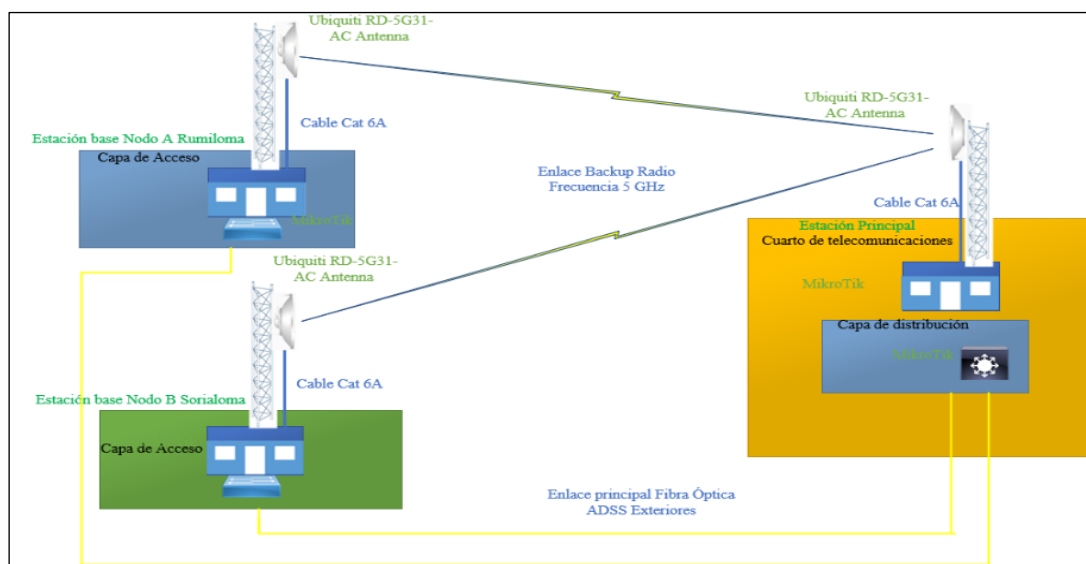 Ubiquiti RD-5G31-
AC Antenna
Cable Cat 6A
Estación base Nodo A Rumiloma
Capa de Acceso
MikroTik
Ubiquiti RD-5G31-
AC Antenna
Enlace Backup Radio
Frecuencia 5 GHz
Cable Cat 6A
Estación Principal
Cuarto de telecomunicaciones
MikroTik
Capa de distribución
MikroTik
Ubiquiti RD-5G31-
AC Antenna
Cable Cat 6A
Estación base Nodo B Sorialoma
Capa de Acceso
Enlace principal Fibra Óptica
ADSS Exteriores